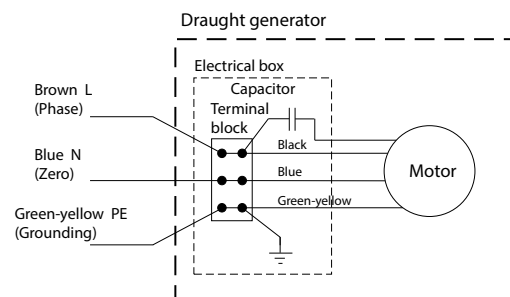 Draught generator
Electrical box
Capacitor
Brown L
(Phase)
Terminal
block
Black
Blue N
(Zero)
Blue
Motor
Green-yellow PE
(Grounding)
Green-yellow